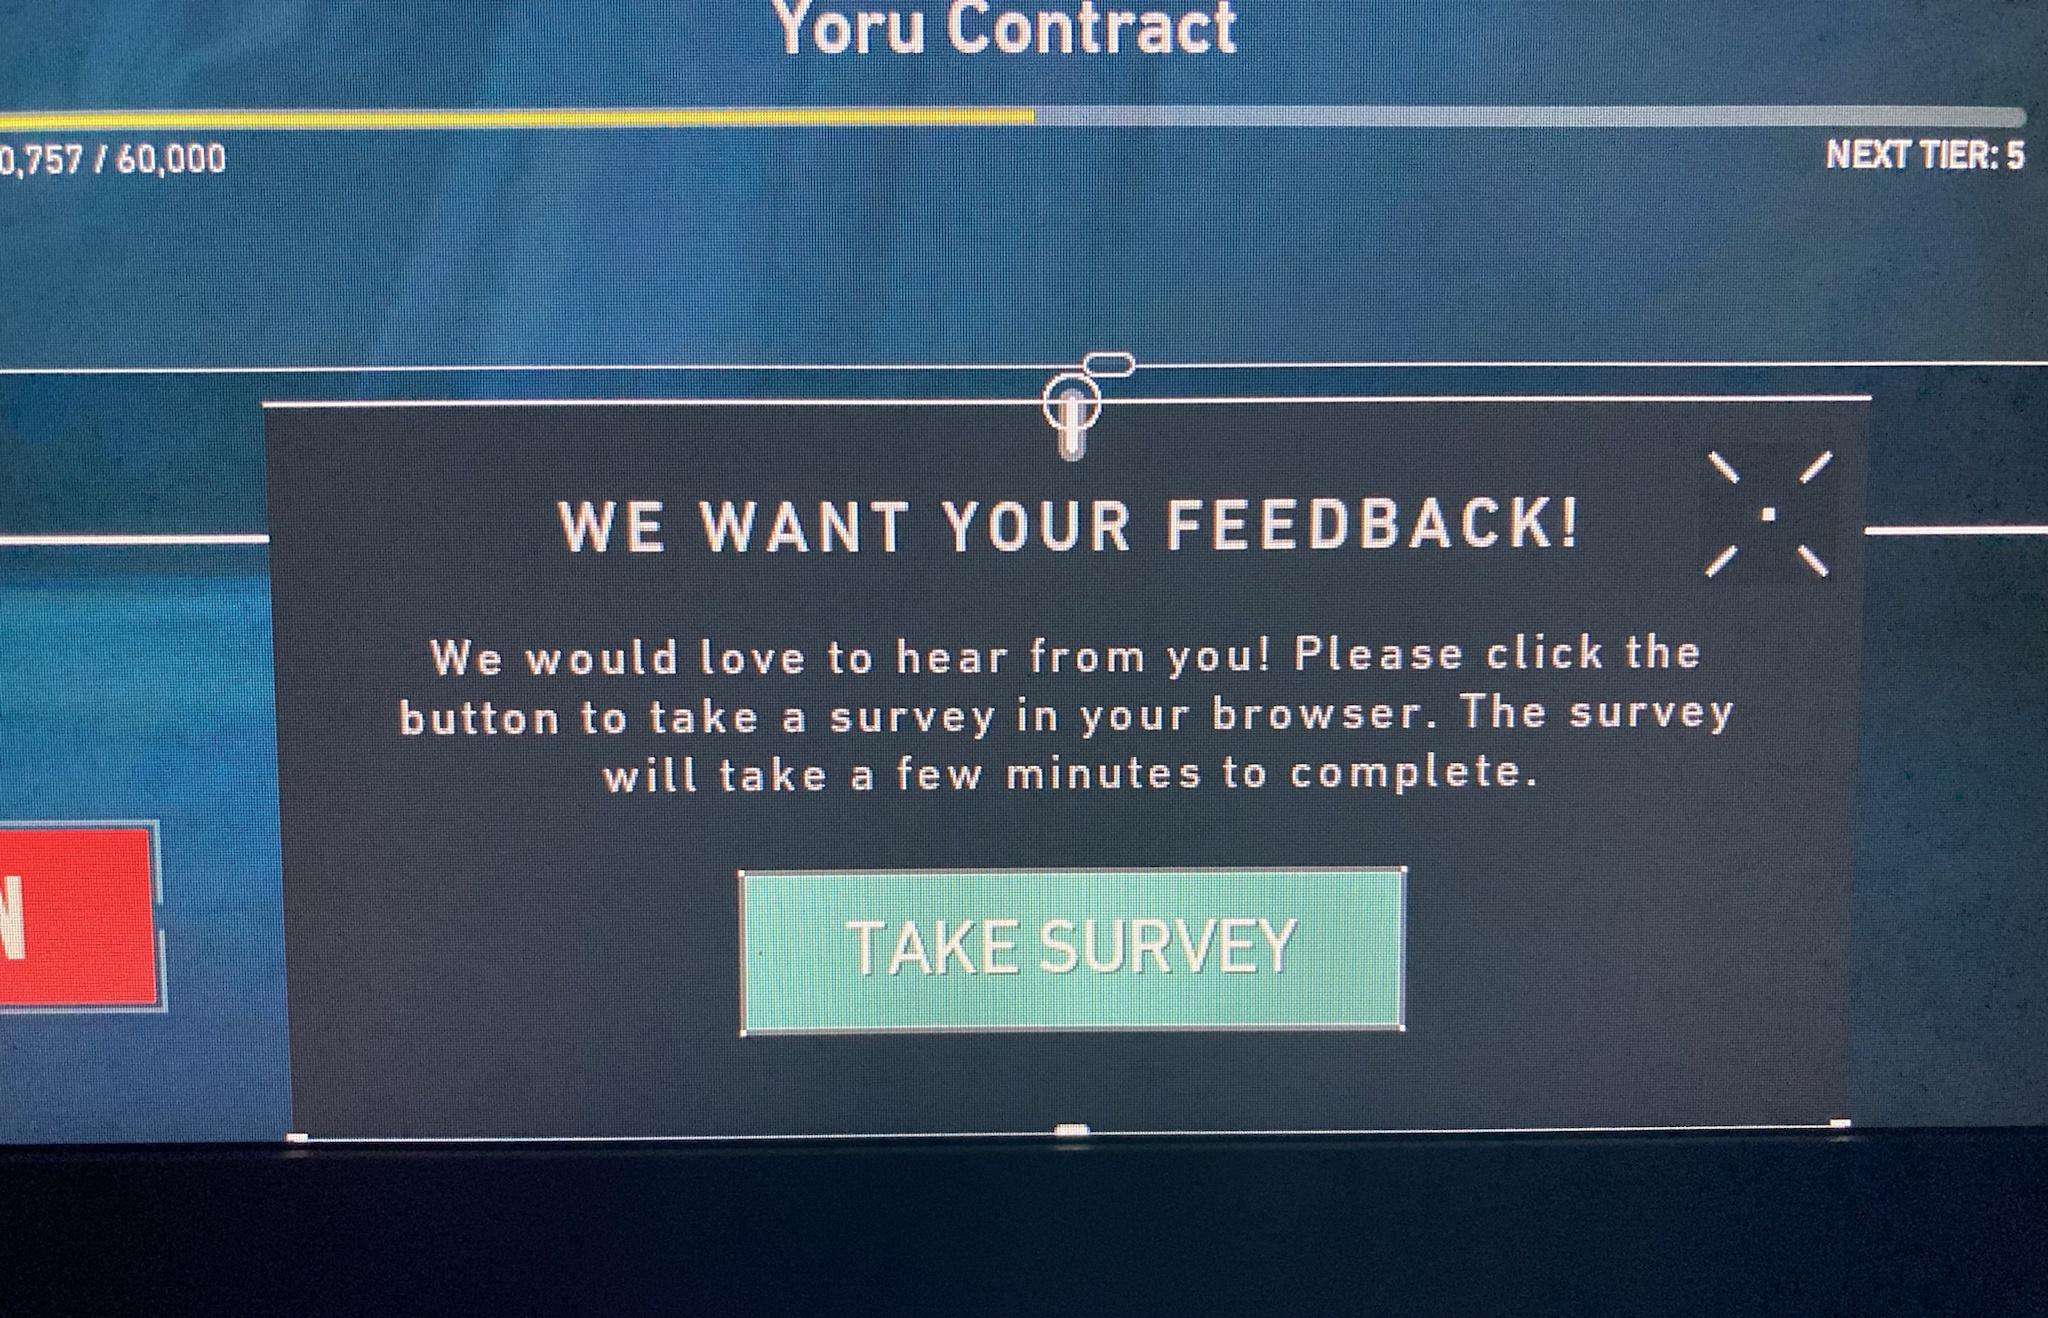 Yoru Contract
0,757 / 60,000
NEXT TIER: 5
WE WANT YOUR FEEDBACK!
We would love to hear from you! Please click the
button to take a survey in your browser. The survey
will take a few minutes to complete.
N
TAKE SURVEY